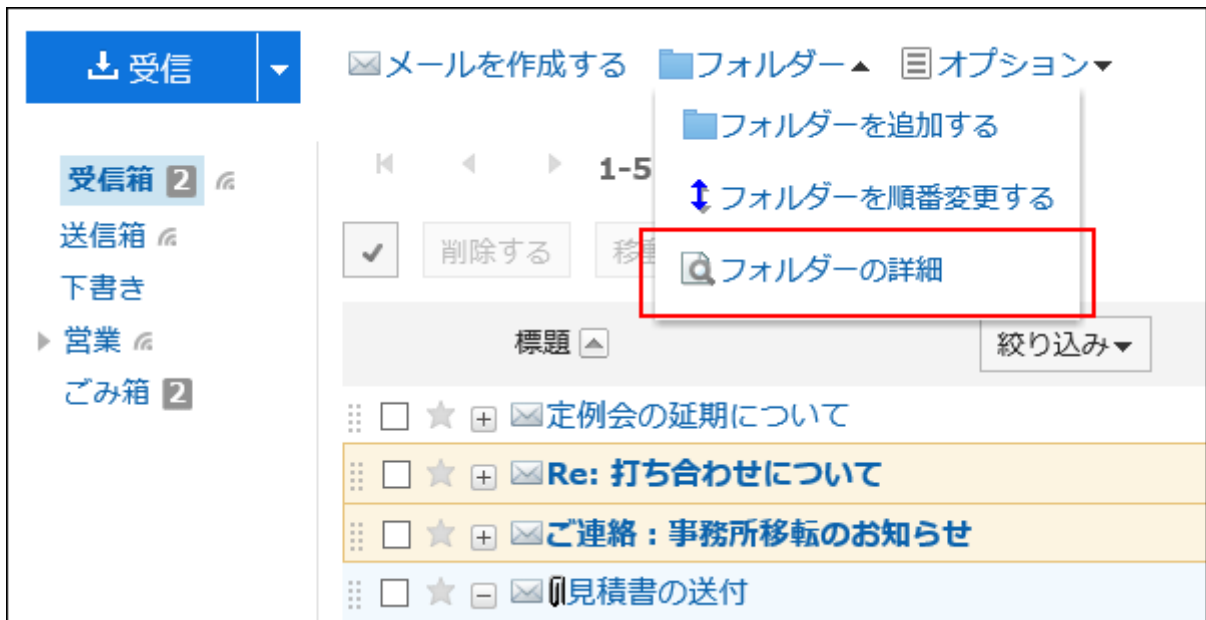 受信 メールを作成する フォルダー オプション
フォルダーを追加する
フォルダーを順番変更する
フォルダーの詳細
受信箱 2
送信箱
下書き
営業
ごみ箱 2
1-5
削除する
標題 絞り込み
定例会の延期について
Re: 打ち合わせについて
ご連絡：事務所移転のお知らせ
見積書の送付